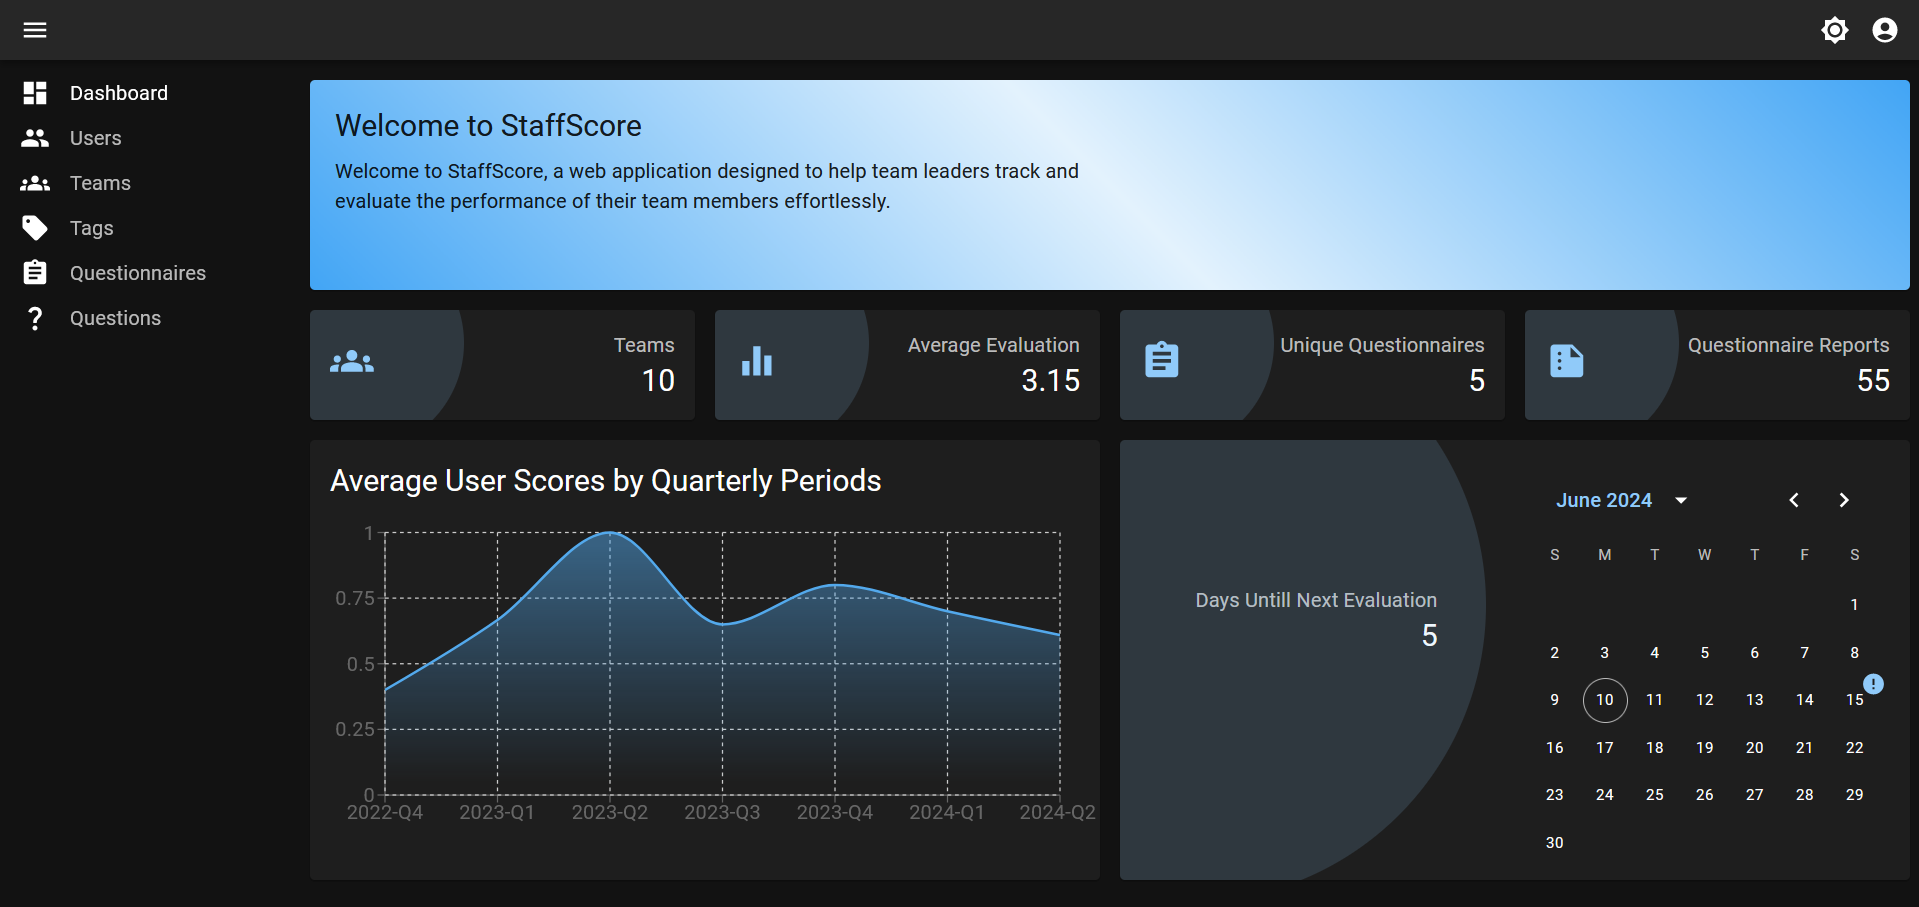 Dashboard
Users
Teams
Tags
Questionnaires
Questions
Welcome to StaffScore
Welcome to StaffScore, a web application designed to help team leaders track and
evaluate the performance of their team members effortlessly.
Teams
10
Average Evaluation
3.15
Unique Questionnaires
5
Questionnaire Reports
55
Average User Scores by Quarterly Periods
1
0.75
0.5
0.25
0
2022-Q4 2023-Q1 2023-Q2 2023-Q3 2023-Q4 2024-Q1 2024-Q2
Days Untill Next Evaluation
5
June 2024
S M T W T F S
1
2 3 4 5 6 7 8
9 10 11 12 13 14 15
16 17 18 19 20 21 22
23 24 25 26 27 28 29
30